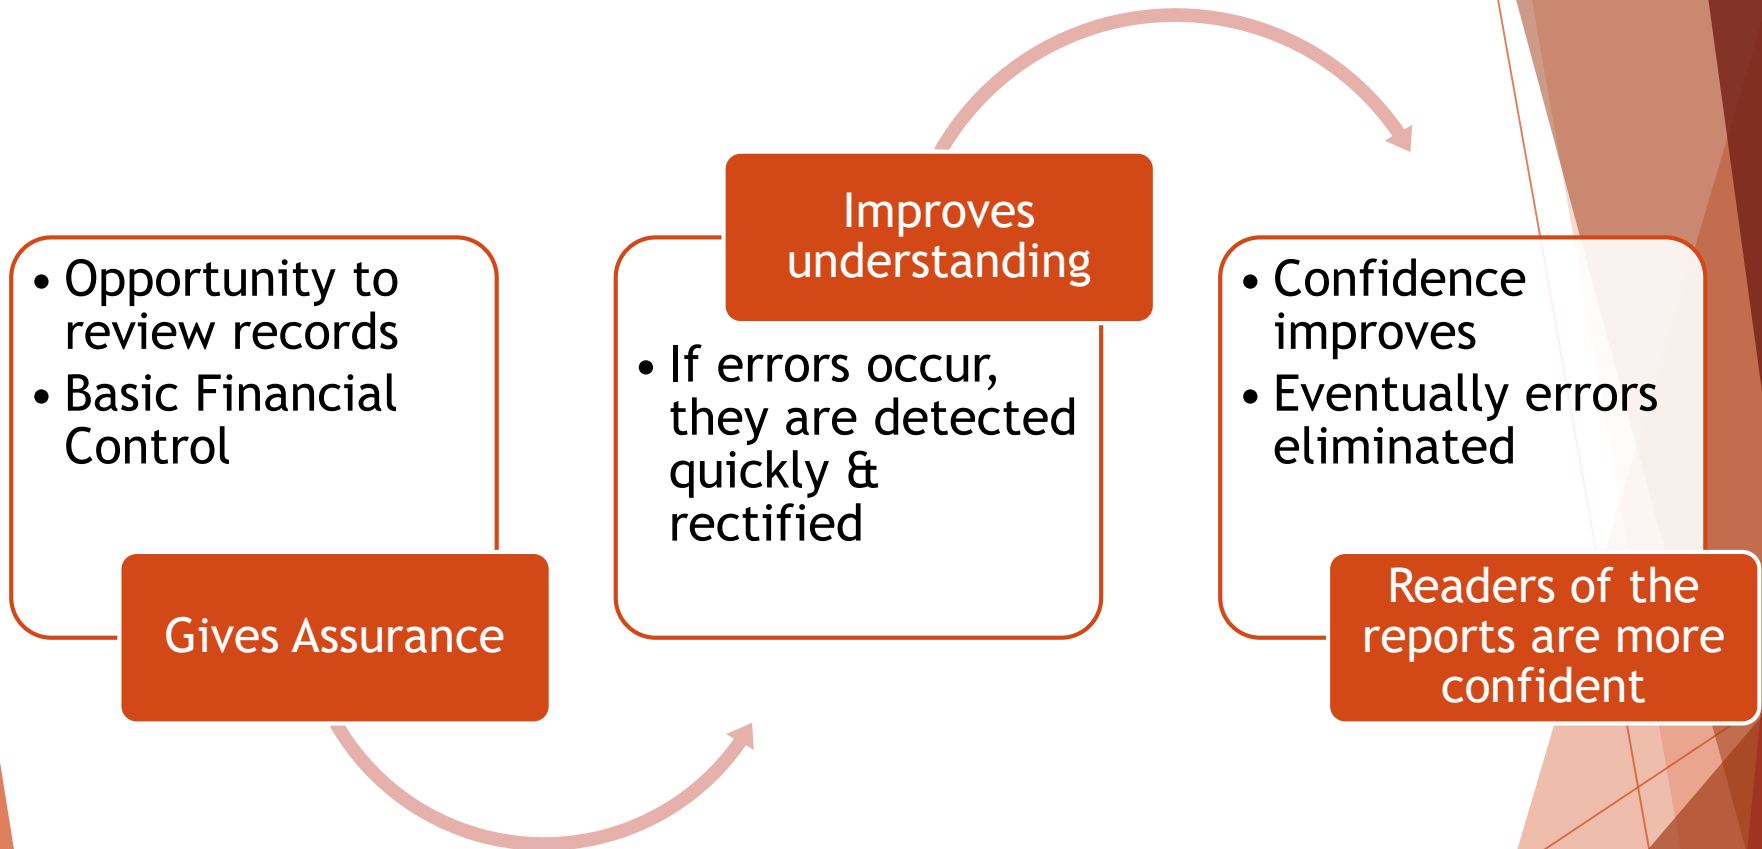 • Opportunity to
review records
• Basic Financial
Control
Gives Assurance
Improves
understanding
• If errors occur,
they are detected
quickly &
rectified
• Confidence
improves
• Eventually errors
eliminated
Readers of the
reports are more
confident